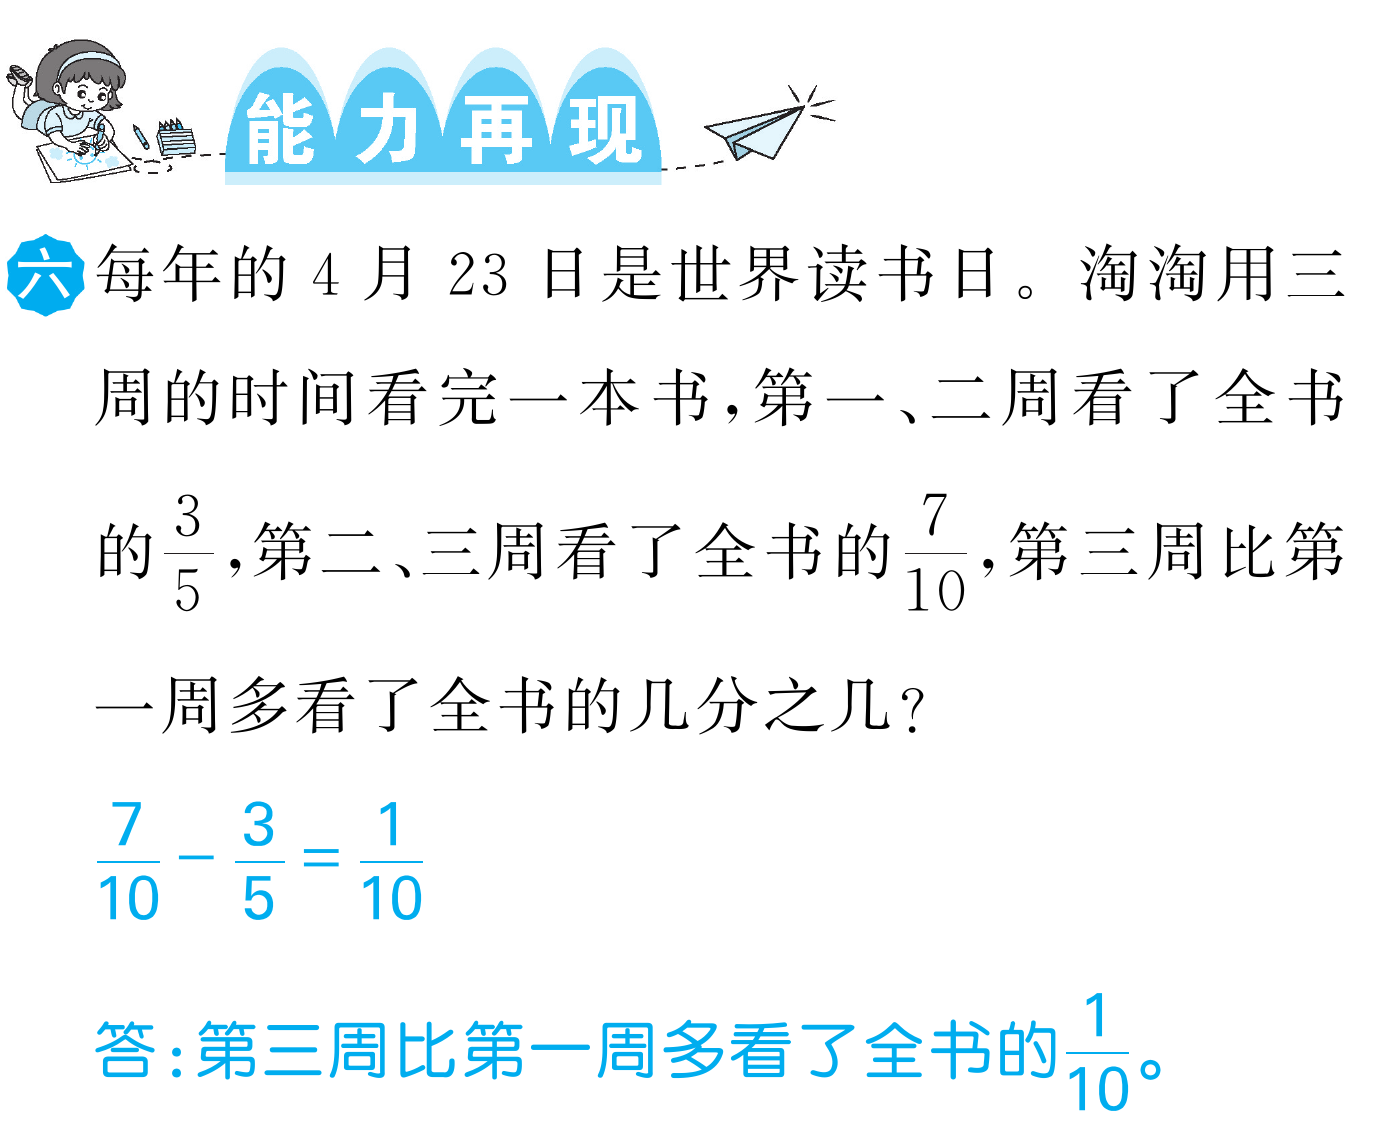 能力再现
六 每年的 4 月 23 日是世界读书日。淘淘用三
周的时间看完一本书,第一、二周看了全书
的3/5,第二、三周看了全书的7/10,第三周比第
一周多看了全书的几分之几?
7/10 - 3/5 = 1/10
答:第三周比第一周多看了全书的1/10。